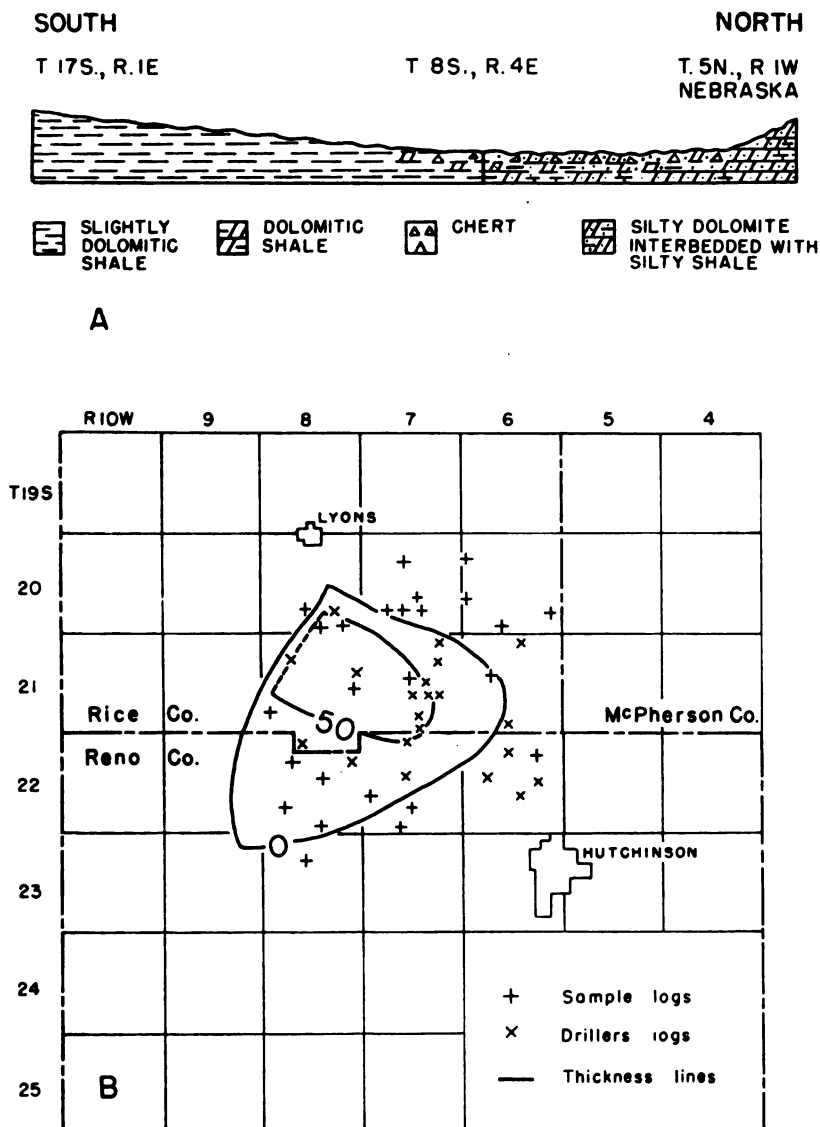 SOUTH NORTH
T 17S., R.1E T 8S., R.4E T. 5N., R 1W
NEBRASKA
SLIGHTLY
DOLOMITIC
SHALE
DOLOMITIC
SHALE
CHERT
SILTY DOLOMITE
INTERBEDDED WITH
SILTY SHALE
A
R10W 9 8 7 6 5 4
T19S
LYONS
20
21
50
Rice Co. McPherson Co.
Reno Co.
22
0
HUTCHINSON
23
24
+ Sample logs
x Drillers logs
Thickness lines
25 B